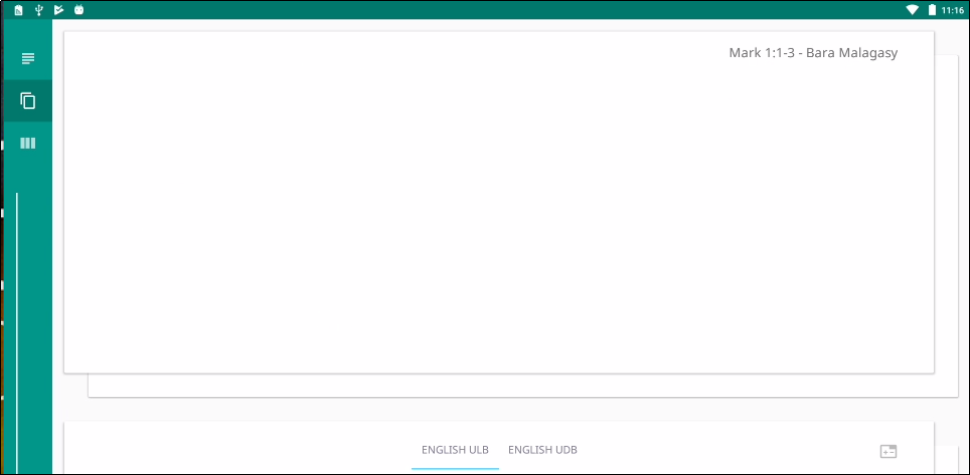 11:16
Mark 1:1-3 - Bara Malagasy
ENGLISH ULB ENGLISH UDB